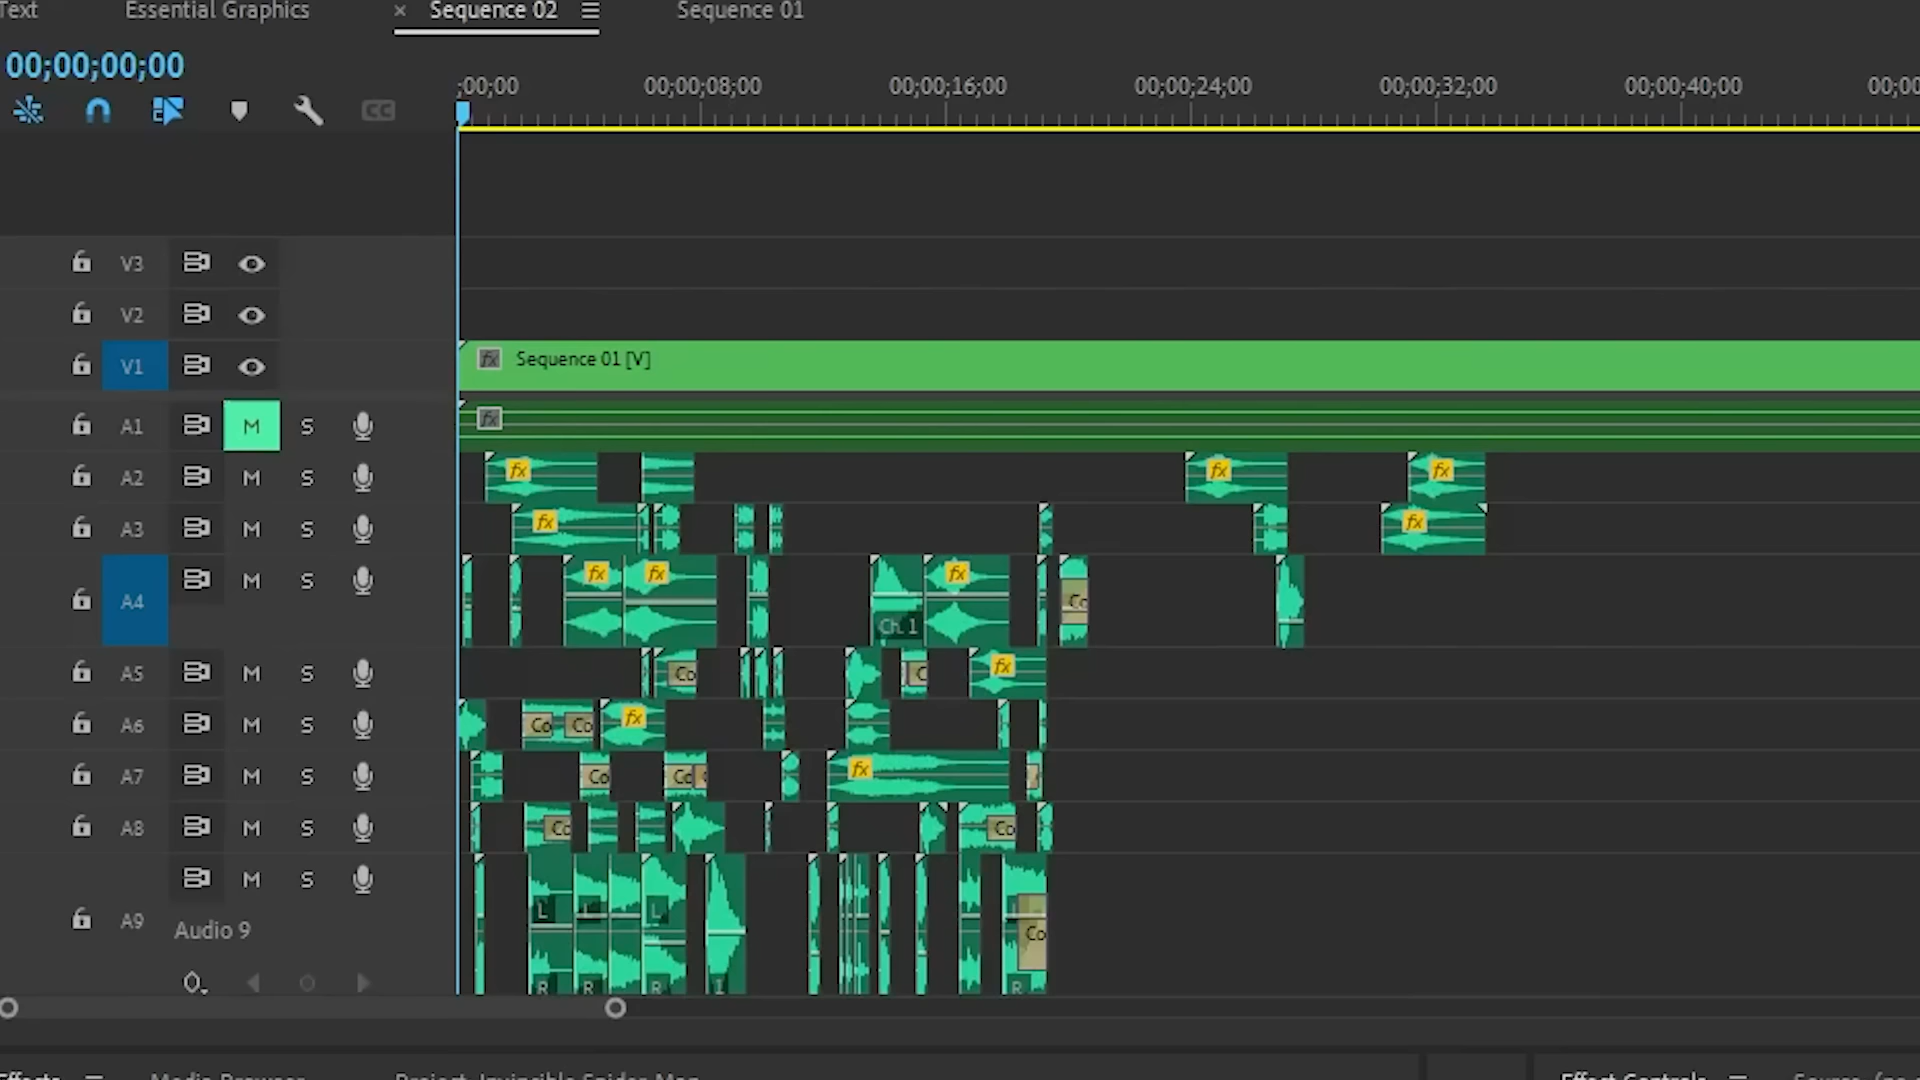 Text Essential Graphics × Sequence 02 Sequence 01
00;00;00;00
;00;00 00;00;08;00 00;00;16;00 00;00;24;00 00;00;32;00 00;00;40;00 00;00
CC
V3
V2
V1 fx Sequence 01 [V]
A1 M S fx
A2 M S fx fx fx
A3 M S fx fx
A4 M S fx fx Ch. 1 fx Co
A5 M S Co C fx
A6 M S Co Co fx
A7 M S Co Co fx
A8 M S Co Co
M S
A9 Audio 9 L L L Co
R R R R
Effects Media Browser Project: Invincible Spider Man Effect Controls Source: (no